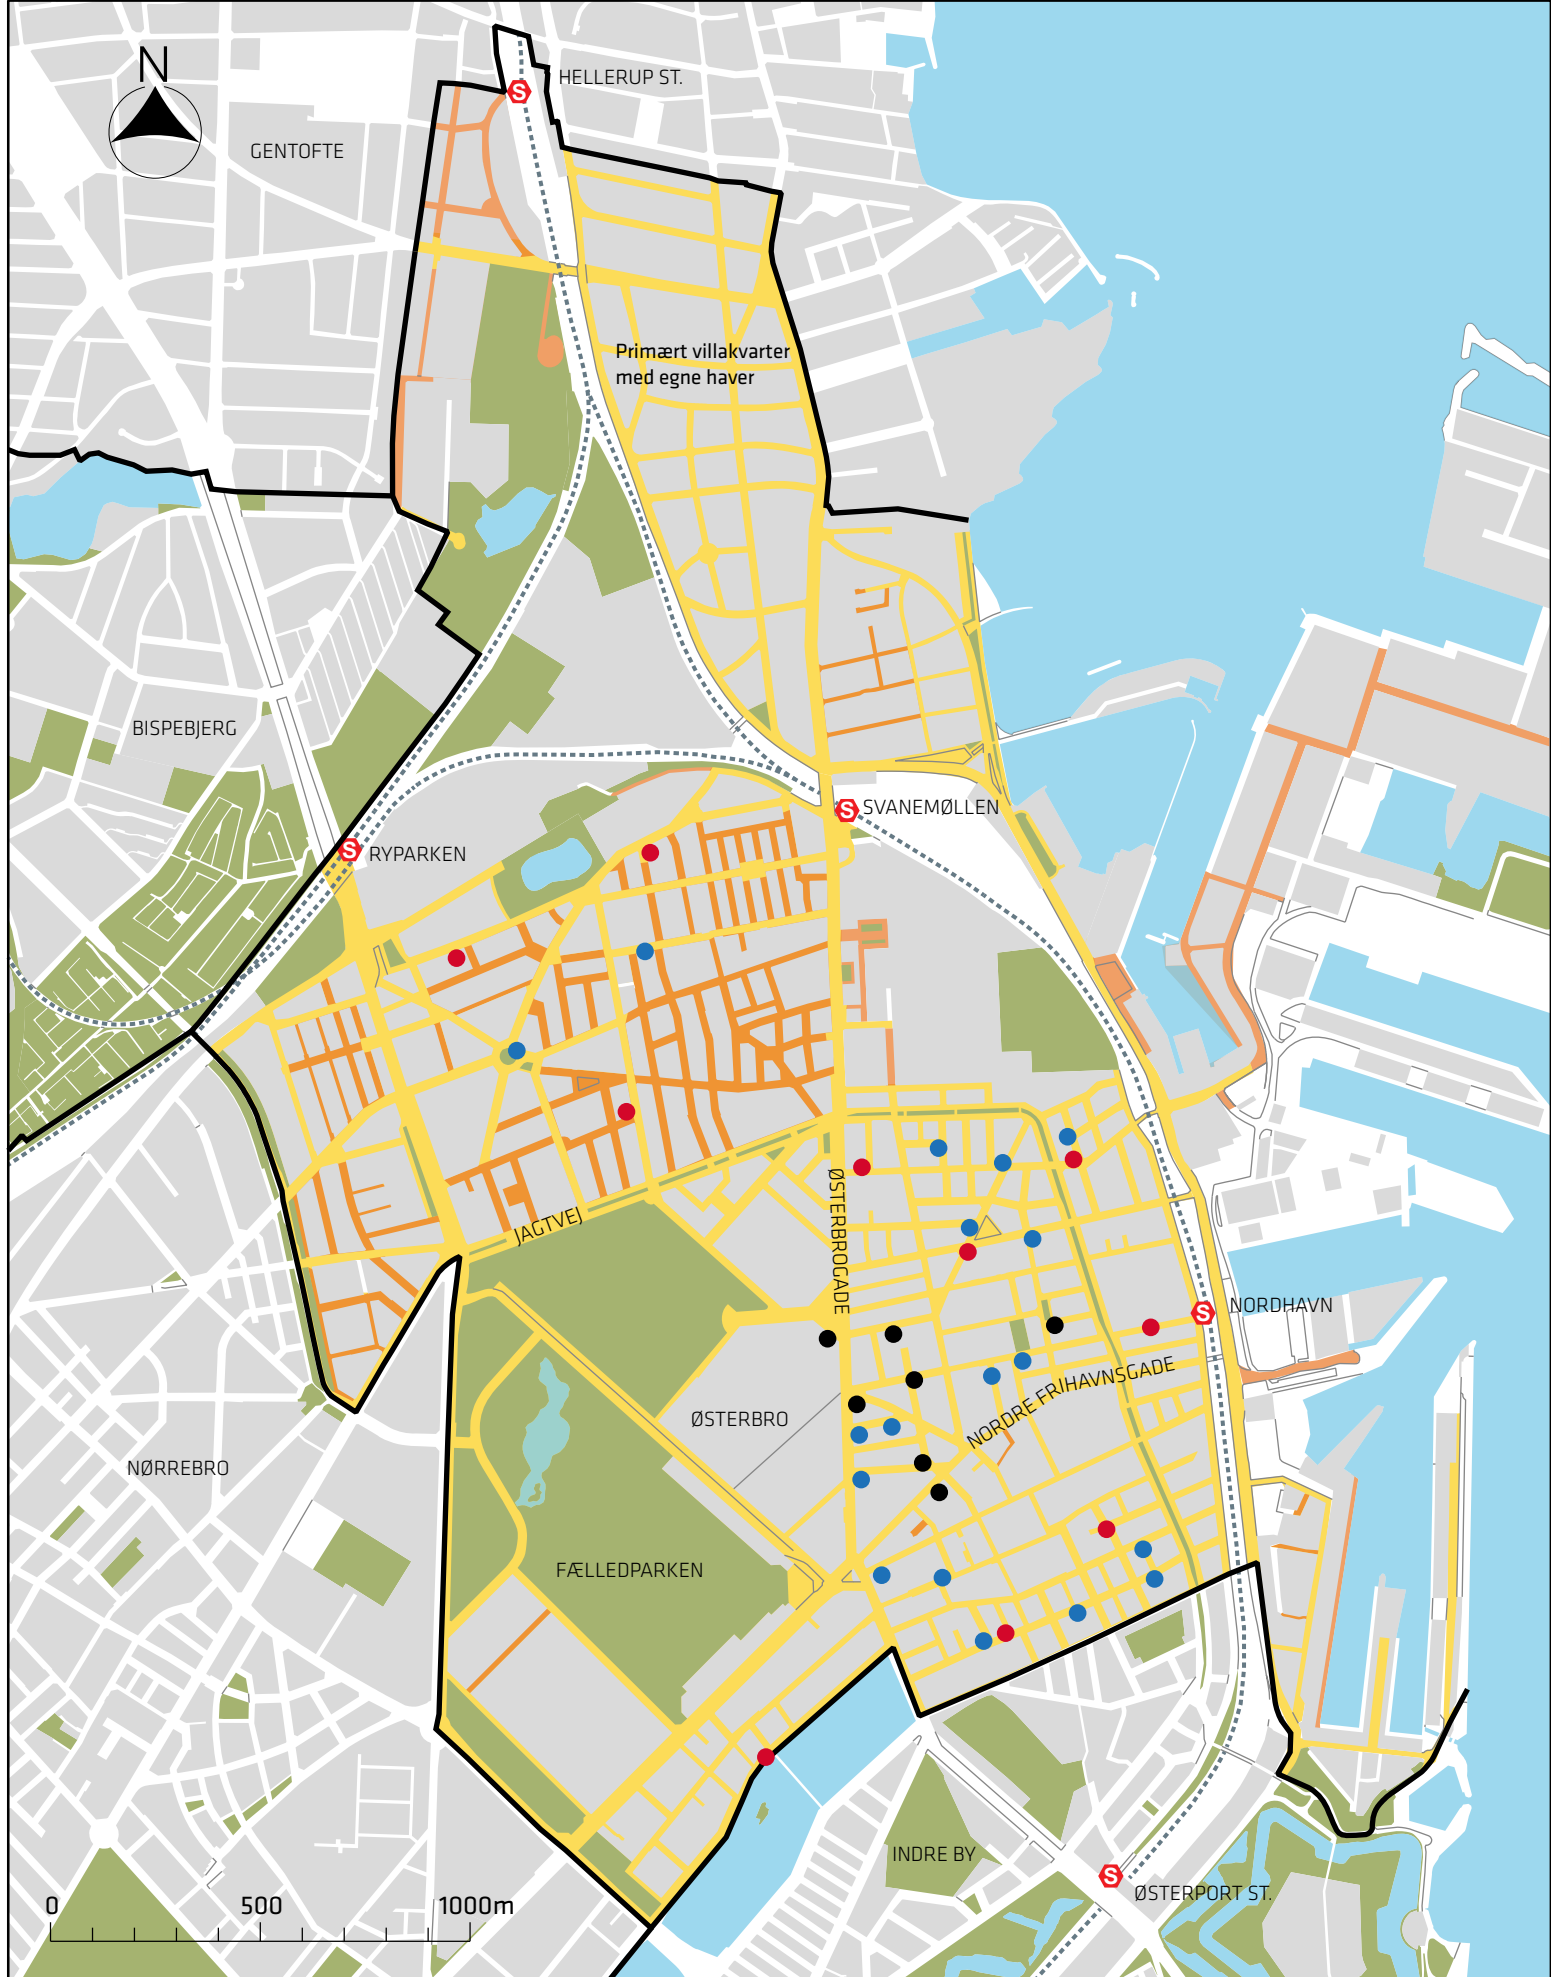 N
S
HELLERUP ST.
GENTOFTE
Primært villakvarter
med egne haver
BISPEBJERG
S
SVANEMØLLEN
S
RYPARKEN
JAGTVEJ
ØSTERBROGADE
S
NORDHAVN
NORDRE FRIHAVNSGADE
ØSTERBRO
NØRREBRO
FÆLLEDPARKEN
INDRE BY
S
ØSTERPORT ST.
0 500 1000m